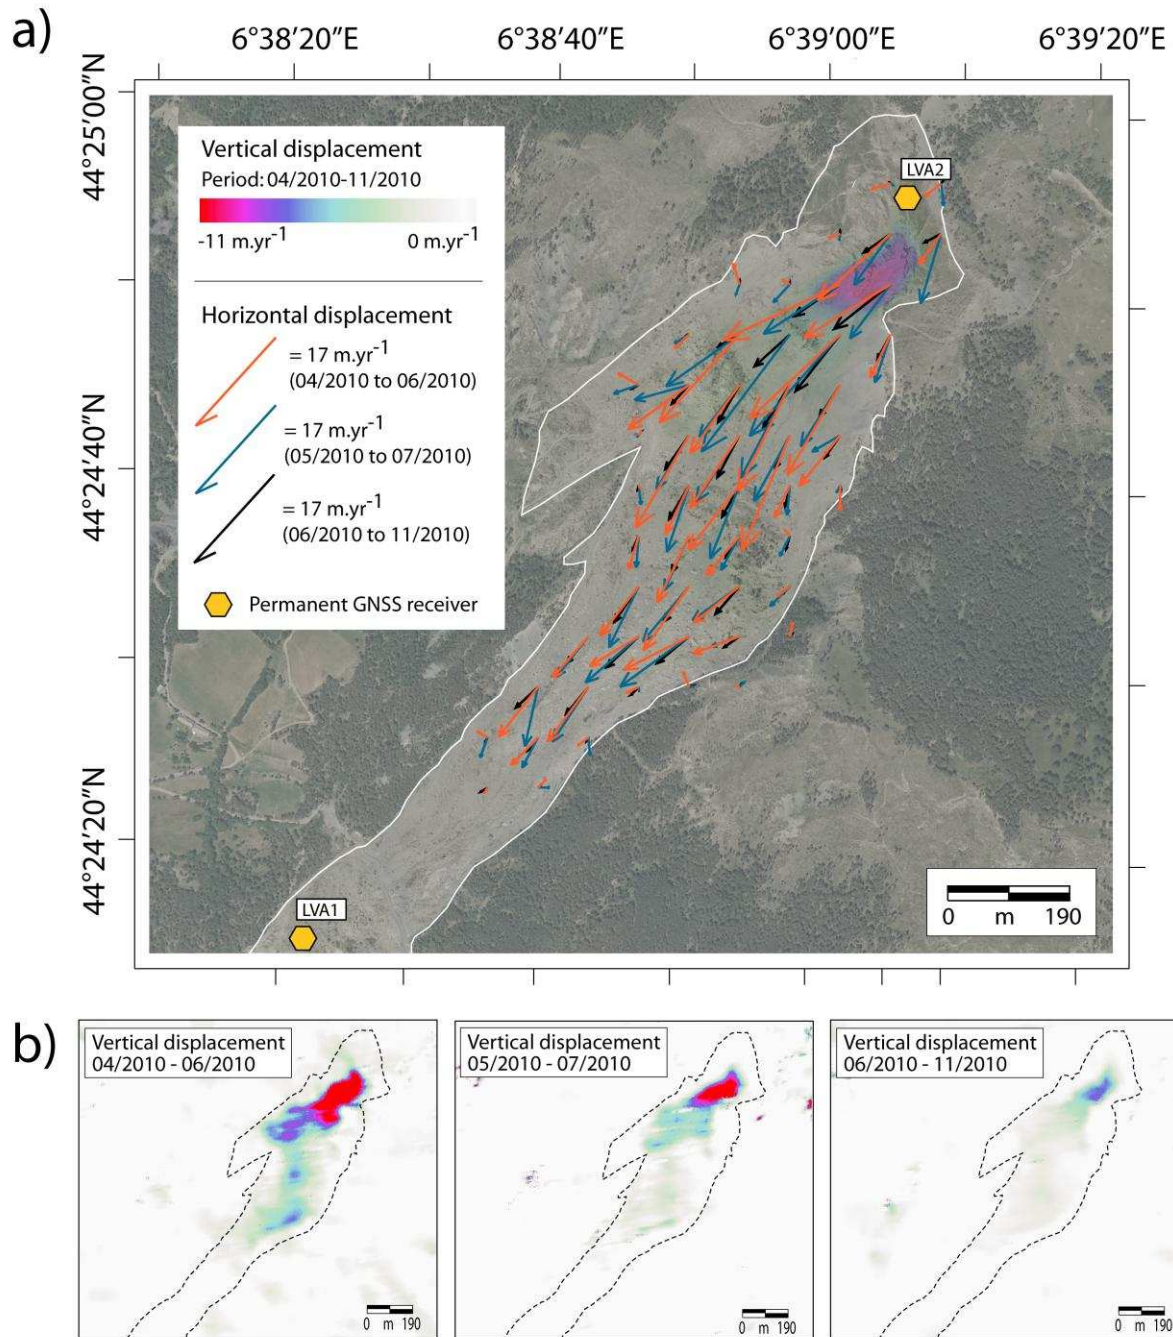 a)
6°38'20"E 6°38'40"E 6°39'00"E 6°39'20"E
44°25'00"N
44°24'40"N
44°24'20"N
Vertical displacement
Period: 04/2010-11/2010
-11 m.yr-1 0 m.yr-1
Horizontal displacement
= 17 m.yr-1
(04/2010 to 06/2010)
= 17 m.yr-1
(05/2010 to 07/2010)
= 17 m.yr-1
(06/2010 to 11/2010)
Permanent GNSS receiver
LVA2
LVA1
0 m 190
b)
Vertical displacement
04/2010 - 06/2010
0 m 190
Vertical displacement
05/2010 - 07/2010
0 m 190
Vertical displacement
06/2010 - 11/2010
0 m 190